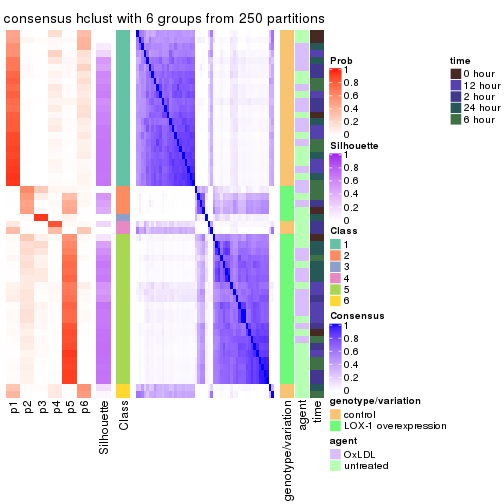 consensus hclust with 6 groups from 250 partitions
Prob
1
0.8
0.6
0.4
0.2
0
time
0 hour
12 hour
2 hour
24 hour
6 hour
Silhouette
1
0.8
0.6
0.4
0.2
0
Class
1
2
3
4
5
6
Consensus
1
0.8
0.6
0.4
0.2
0
genotype/variation
control
LOX-1 overexpression
agent
OxLDL
untreated
p1
p2
p3
p4
p5
p6
Silhouette
Class
genotype/variation
agent
time